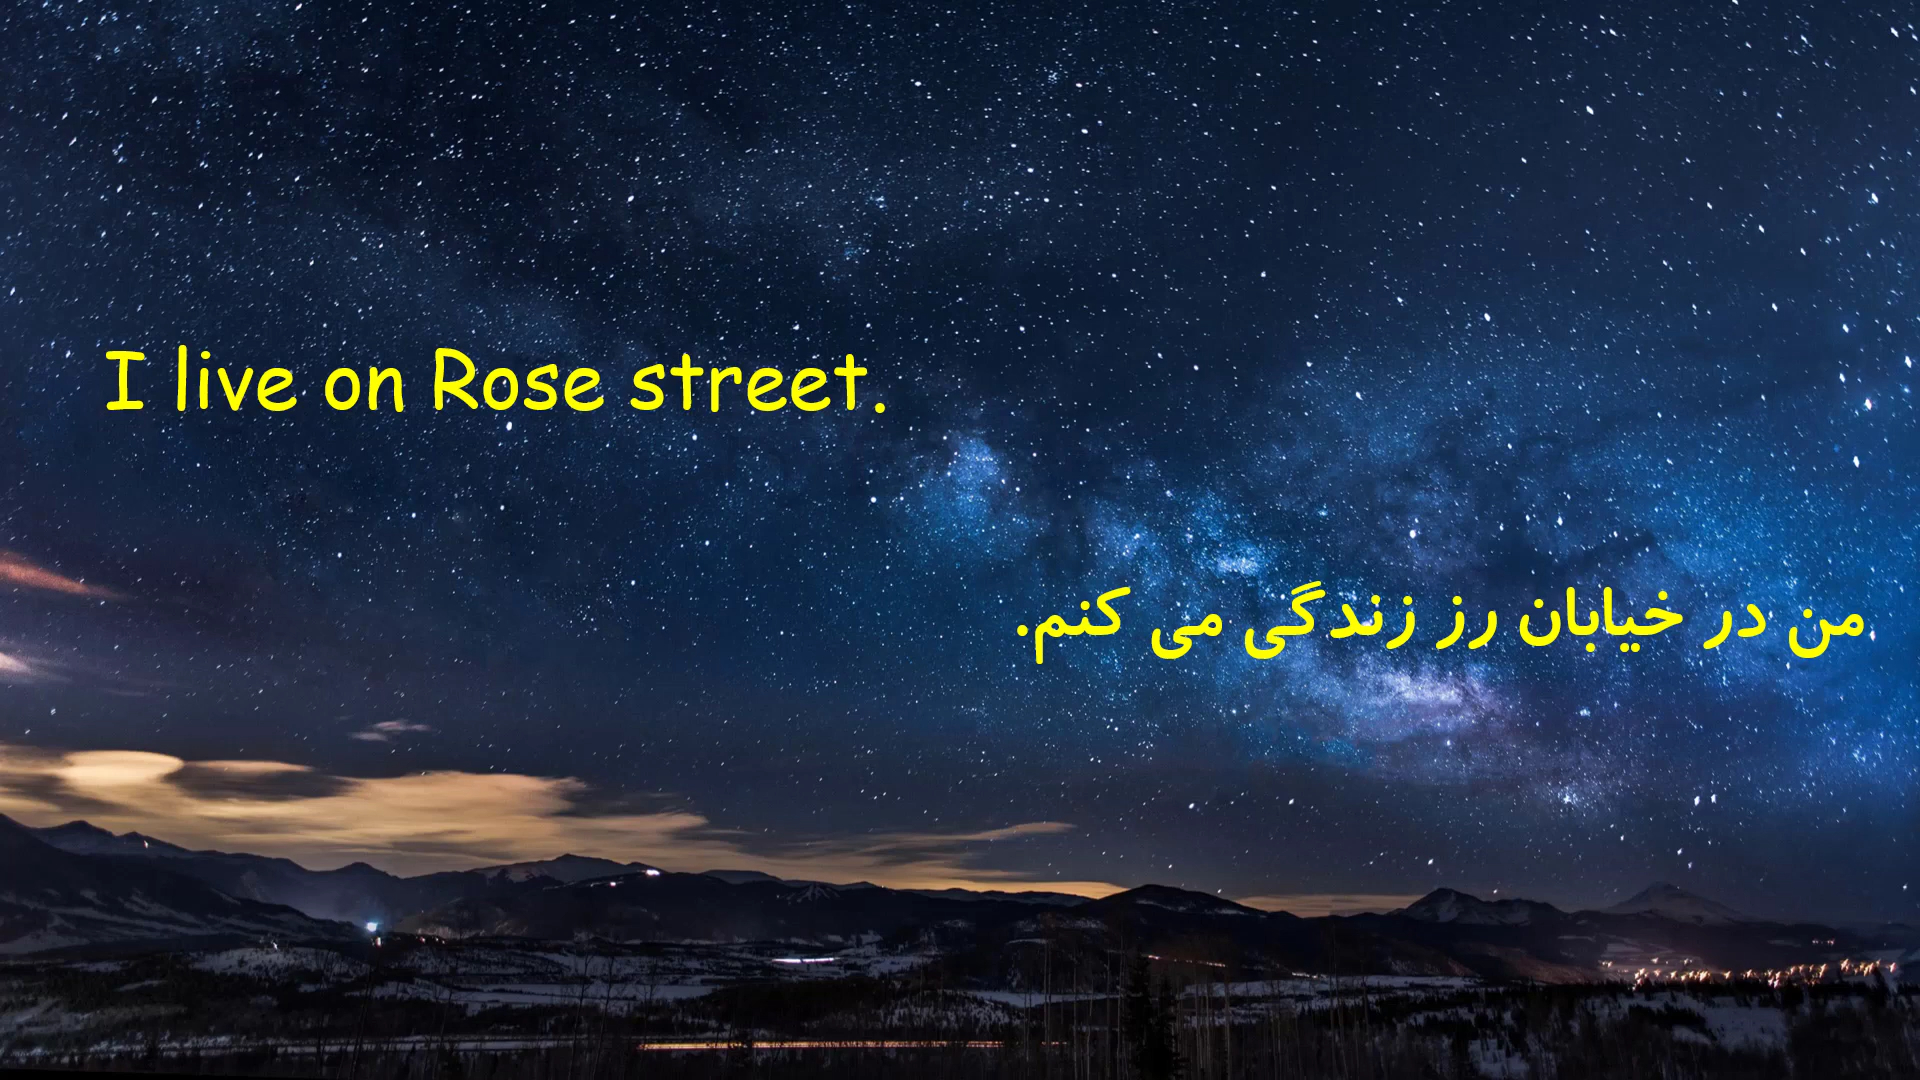 I live on Rose street.
من در خیابان رز زندگی می کنم.